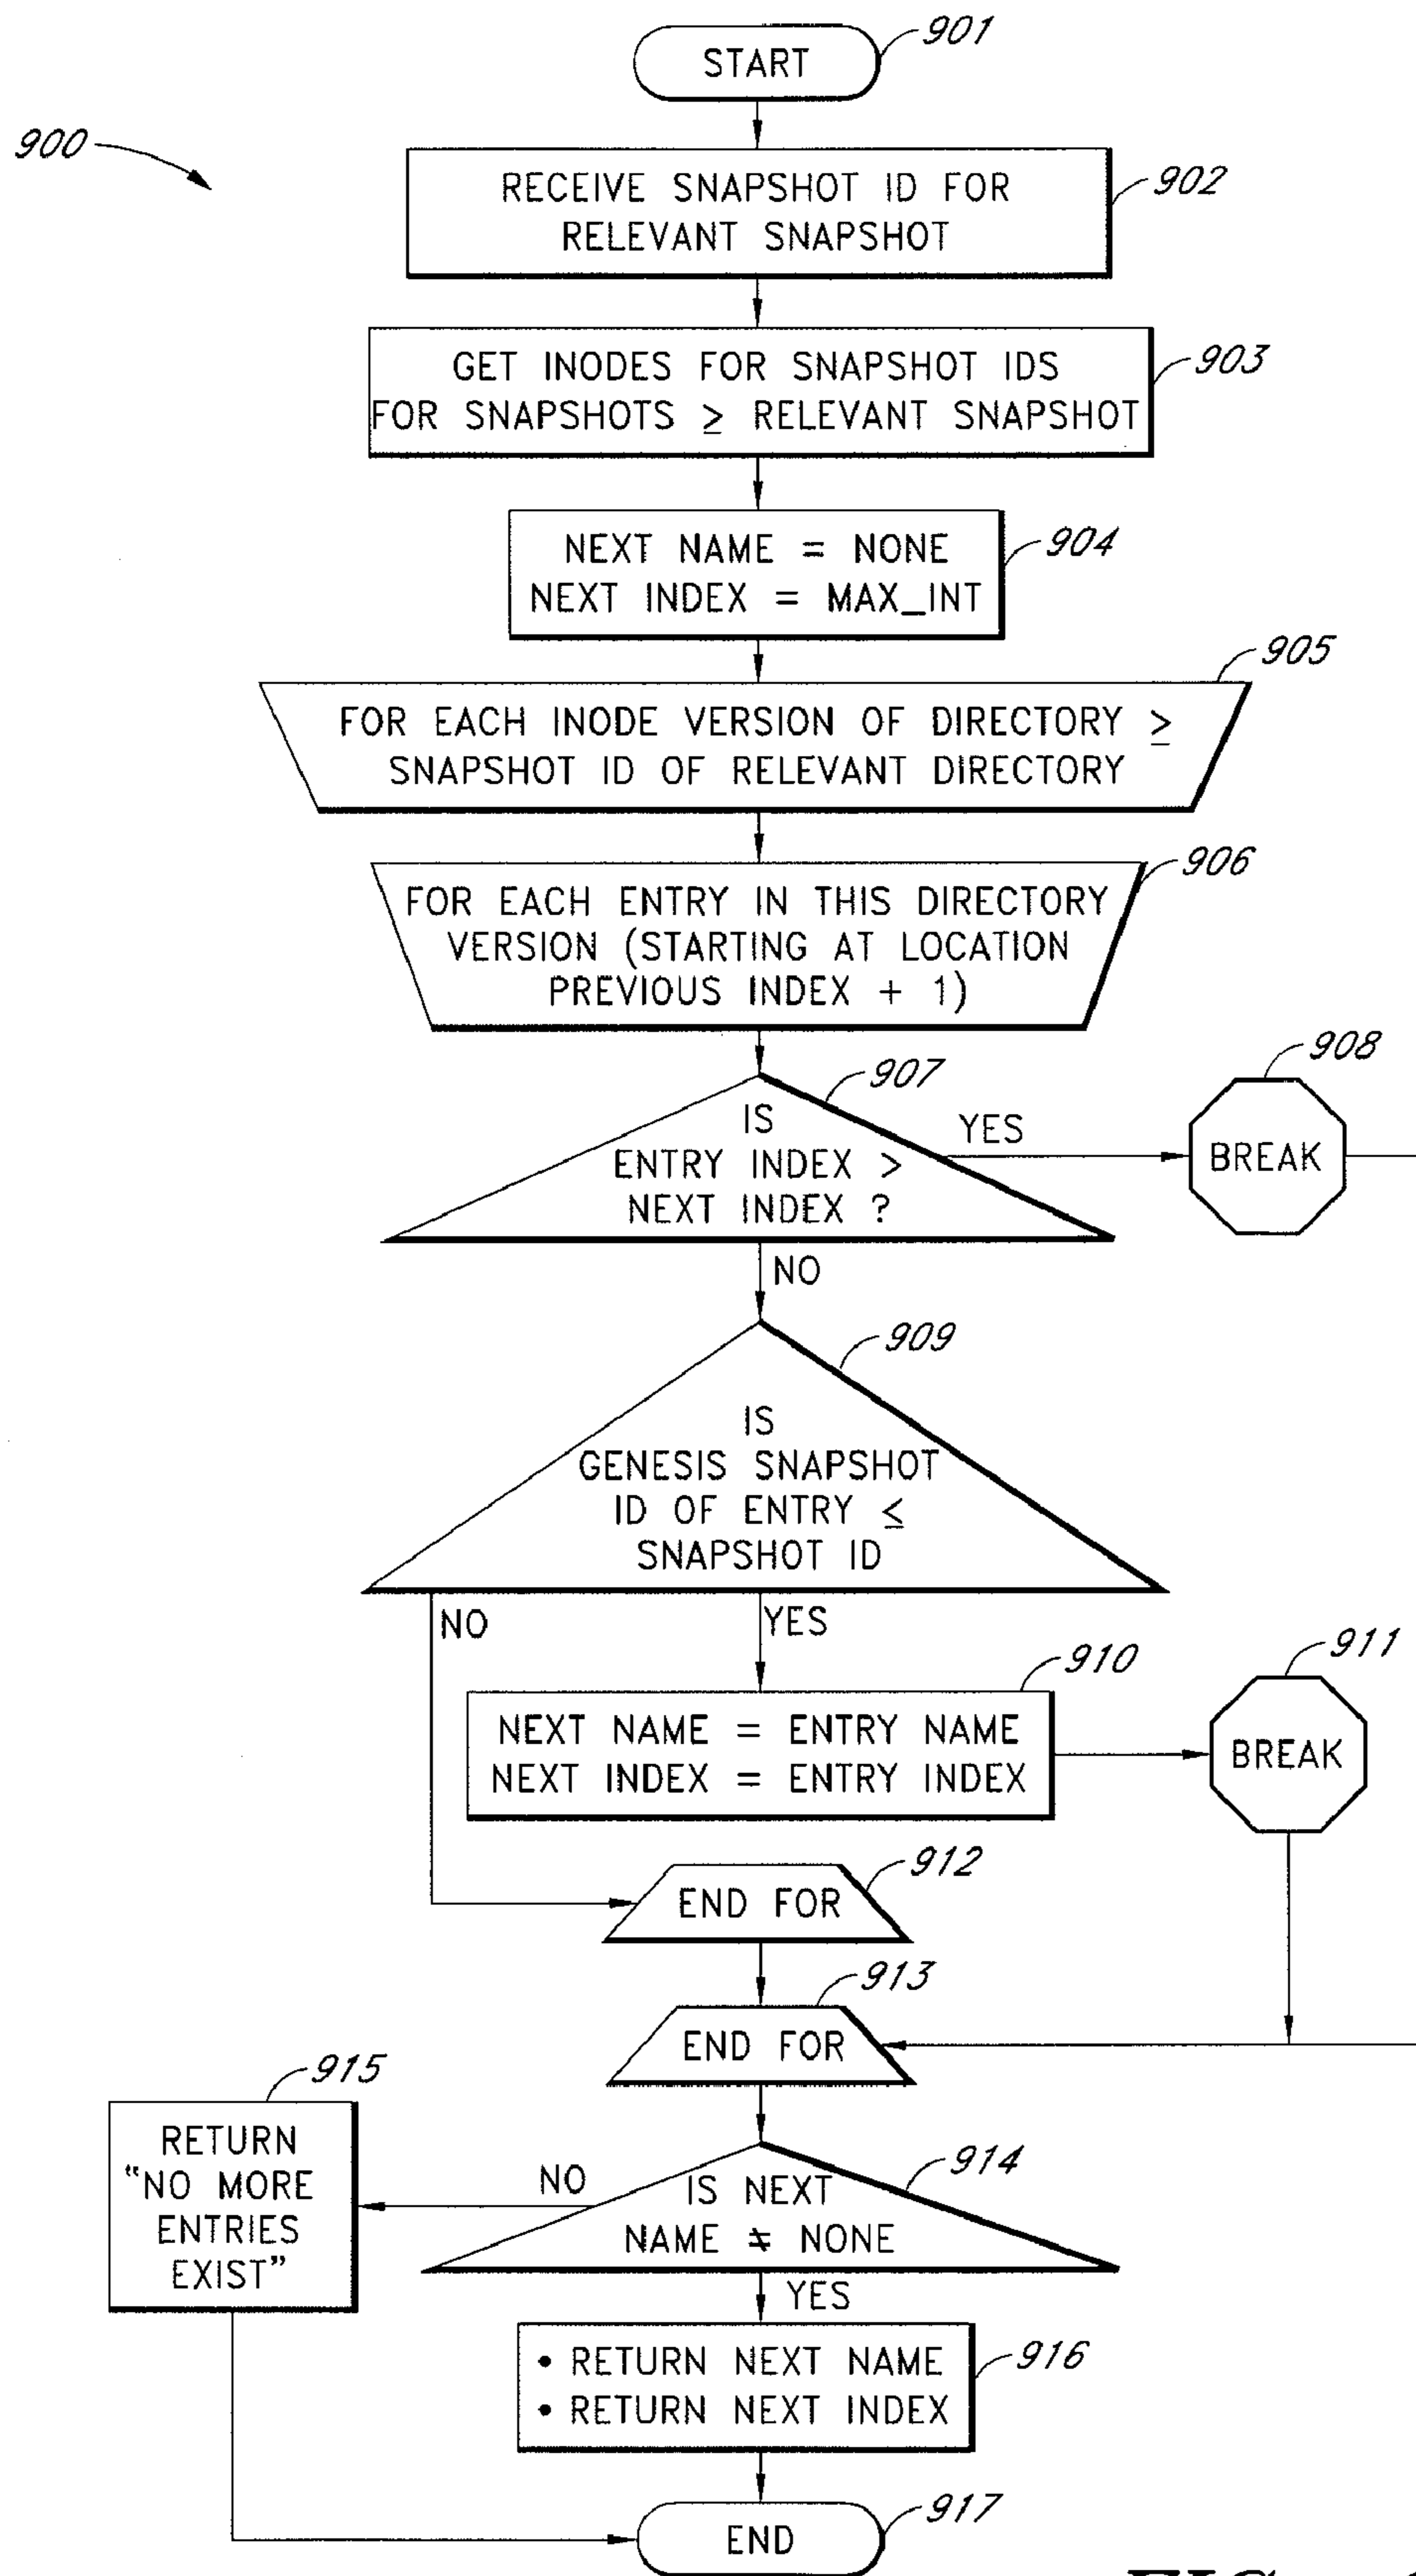 START
901
900
RECEIVE SNAPSHOT ID FOR
RELEVANT SNAPSHOT
902
GET INODES FOR SNAPSHOT IDS
FOR SNAPSHOTS ≥ RELEVANT SNAPSHOT
903
NEXT NAME = NONE
NEXT INDEX = MAX_INT
904
905
FOR EACH INODE VERSION OF DIRECTORY ≥
SNAPSHOT ID OF RELEVANT DIRECTORY
906
FOR EACH ENTRY IN THIS DIRECTORY
VERSION (STARTING AT LOCATION
PREVIOUS INDEX + 1)
907
908
IS
ENTRY INDEX >
NEXT INDEX ?
YES
BREAK
NO
909
IS
GENESIS SNAPSHOT
ID OF ENTRY ≤
SNAPSHOT ID
NO
YES
910
911
NEXT NAME = ENTRY NAME
NEXT INDEX = ENTRY INDEX
BREAK
912
END FOR
913
END FOR
915
RETURN
"NO MORE
ENTRIES
EXIST"
NO
914
IS NEXT
NAME ≠ NONE
YES
• RETURN NEXT NAME
• RETURN NEXT INDEX
916
917
END